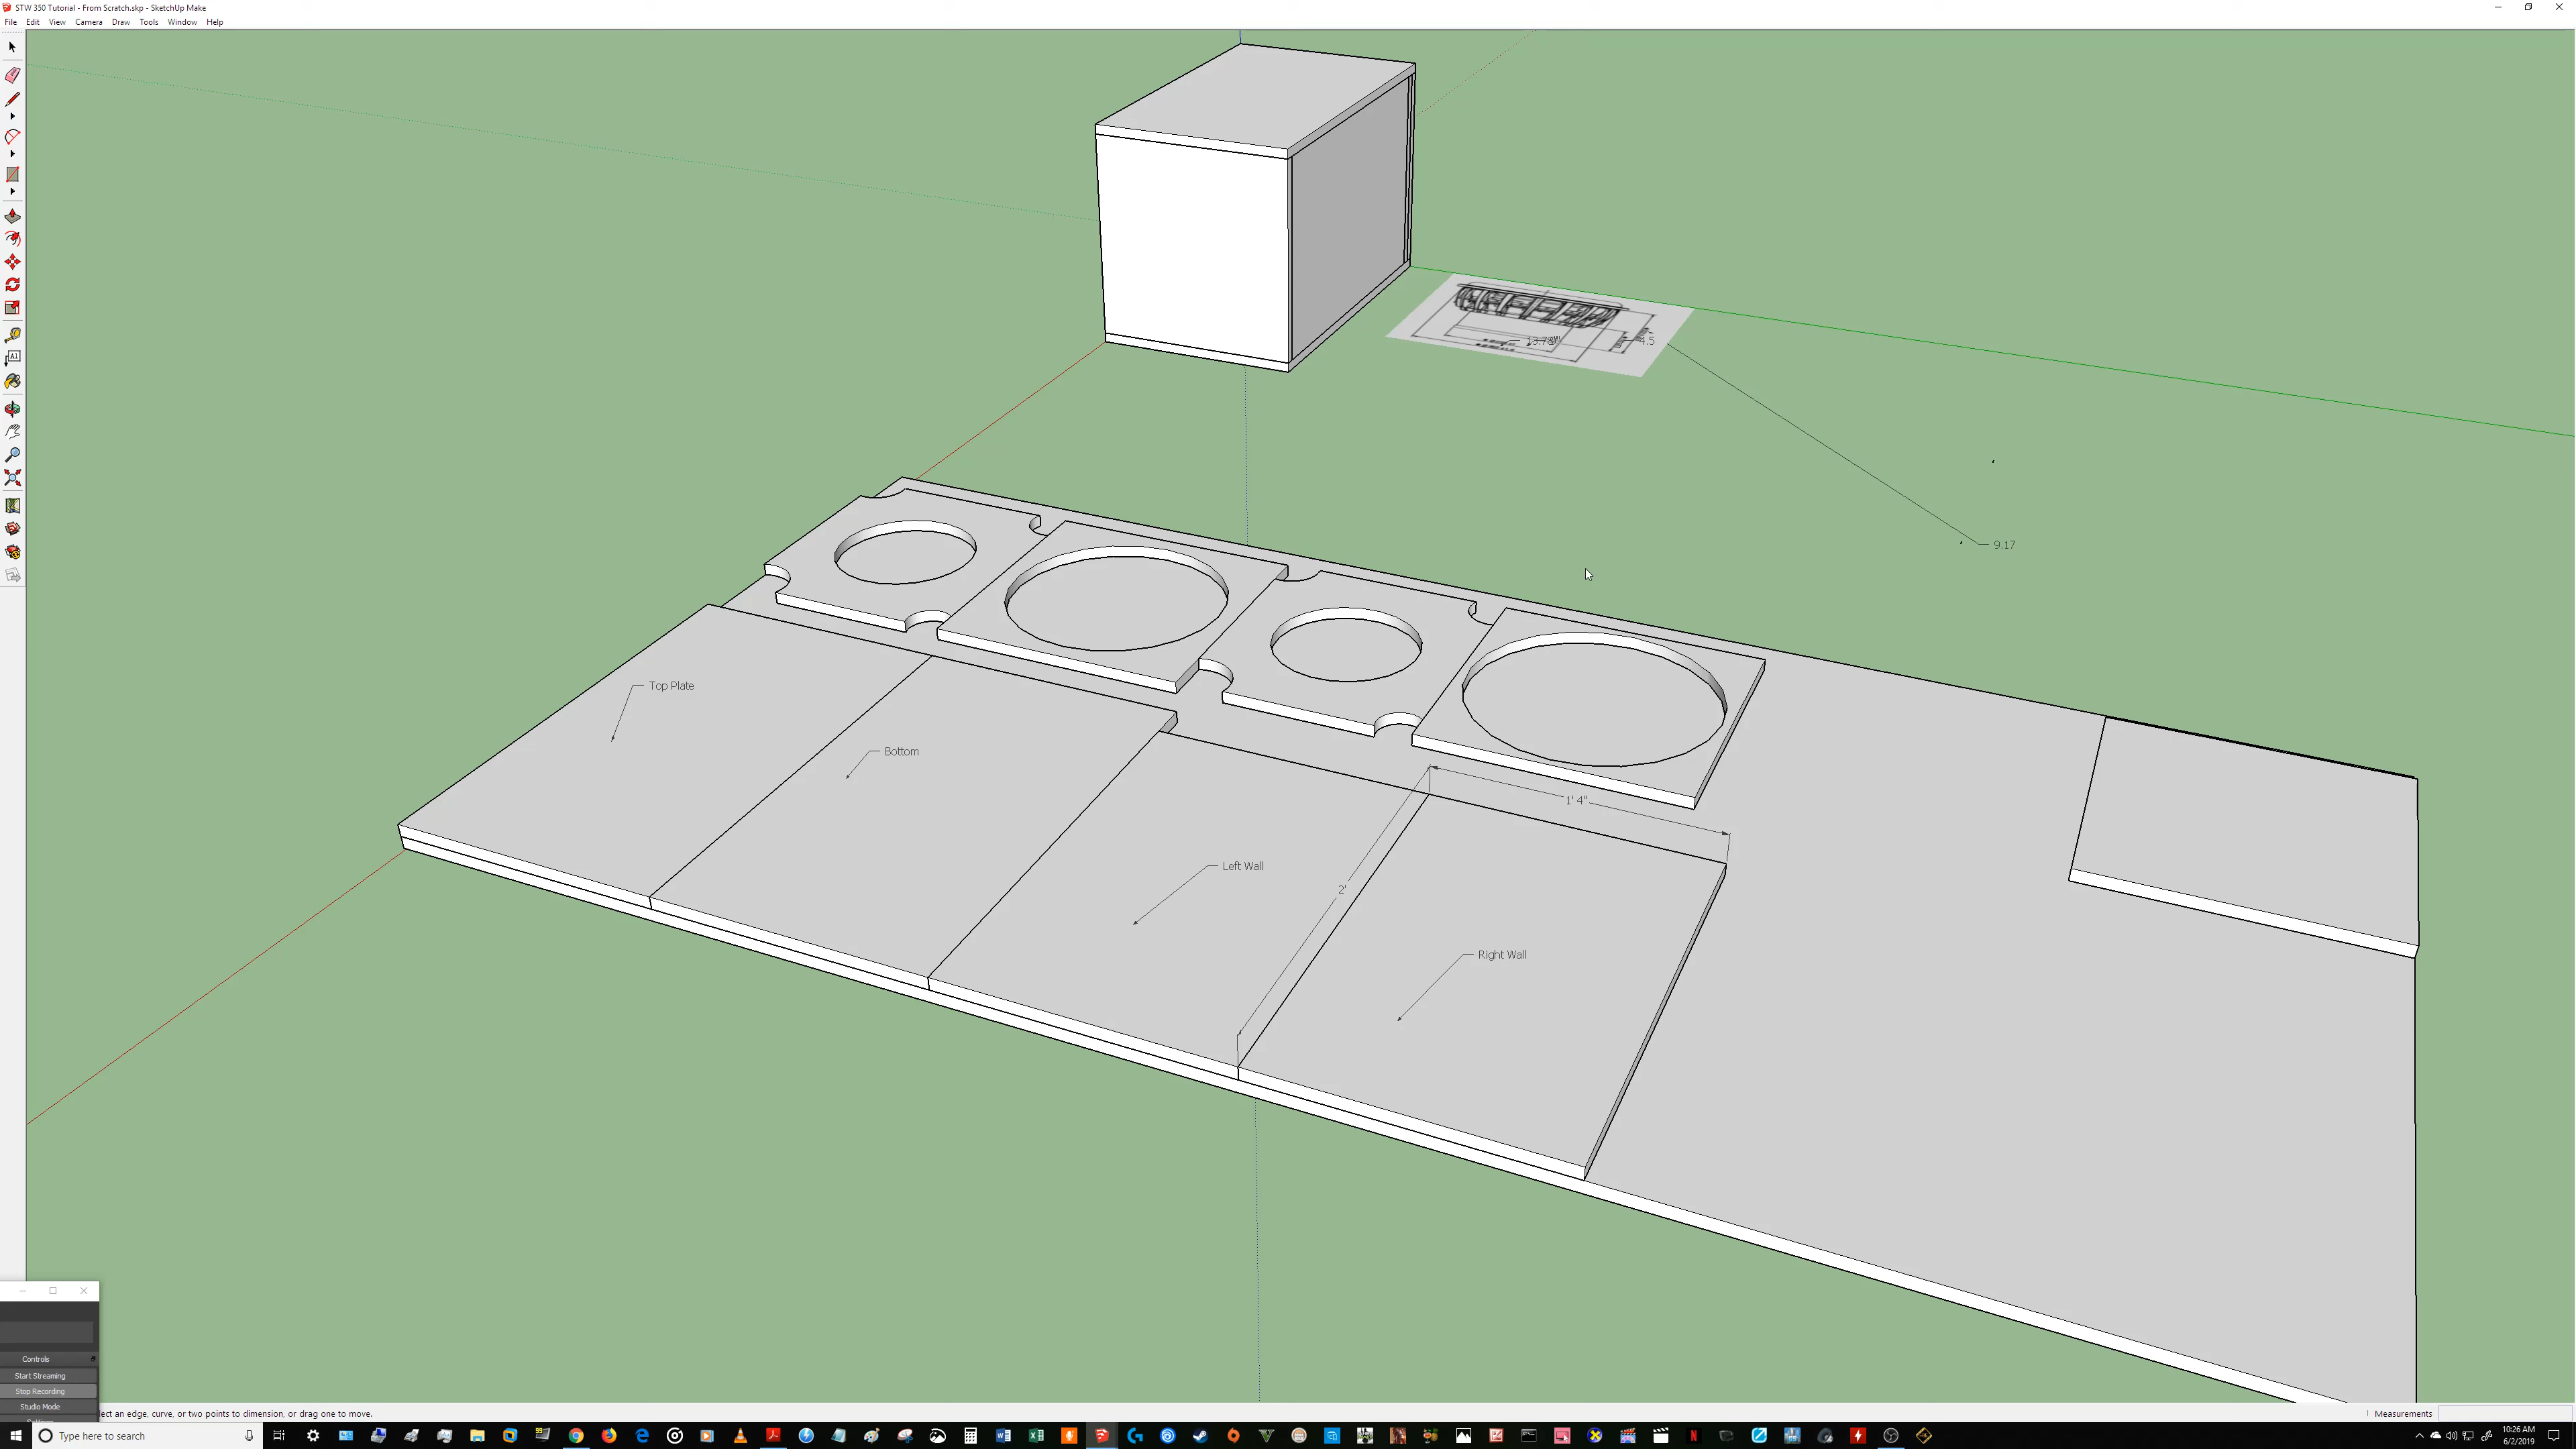 STW 350 Tutorial - From Scratch.skp - SketchUp Make
File Edit View Camera Draw Tools Window Help
4.5
9.17
Top Plate
Bottom
1' 4"
Left Wall
2'
Right Wall
Controls
Start Streaming
Stop Recording
Studio Mode
an edge, curve, or two points to dimension, or drag one to move.
Measurements
Type here to search
10:26 AM
6/2/2019